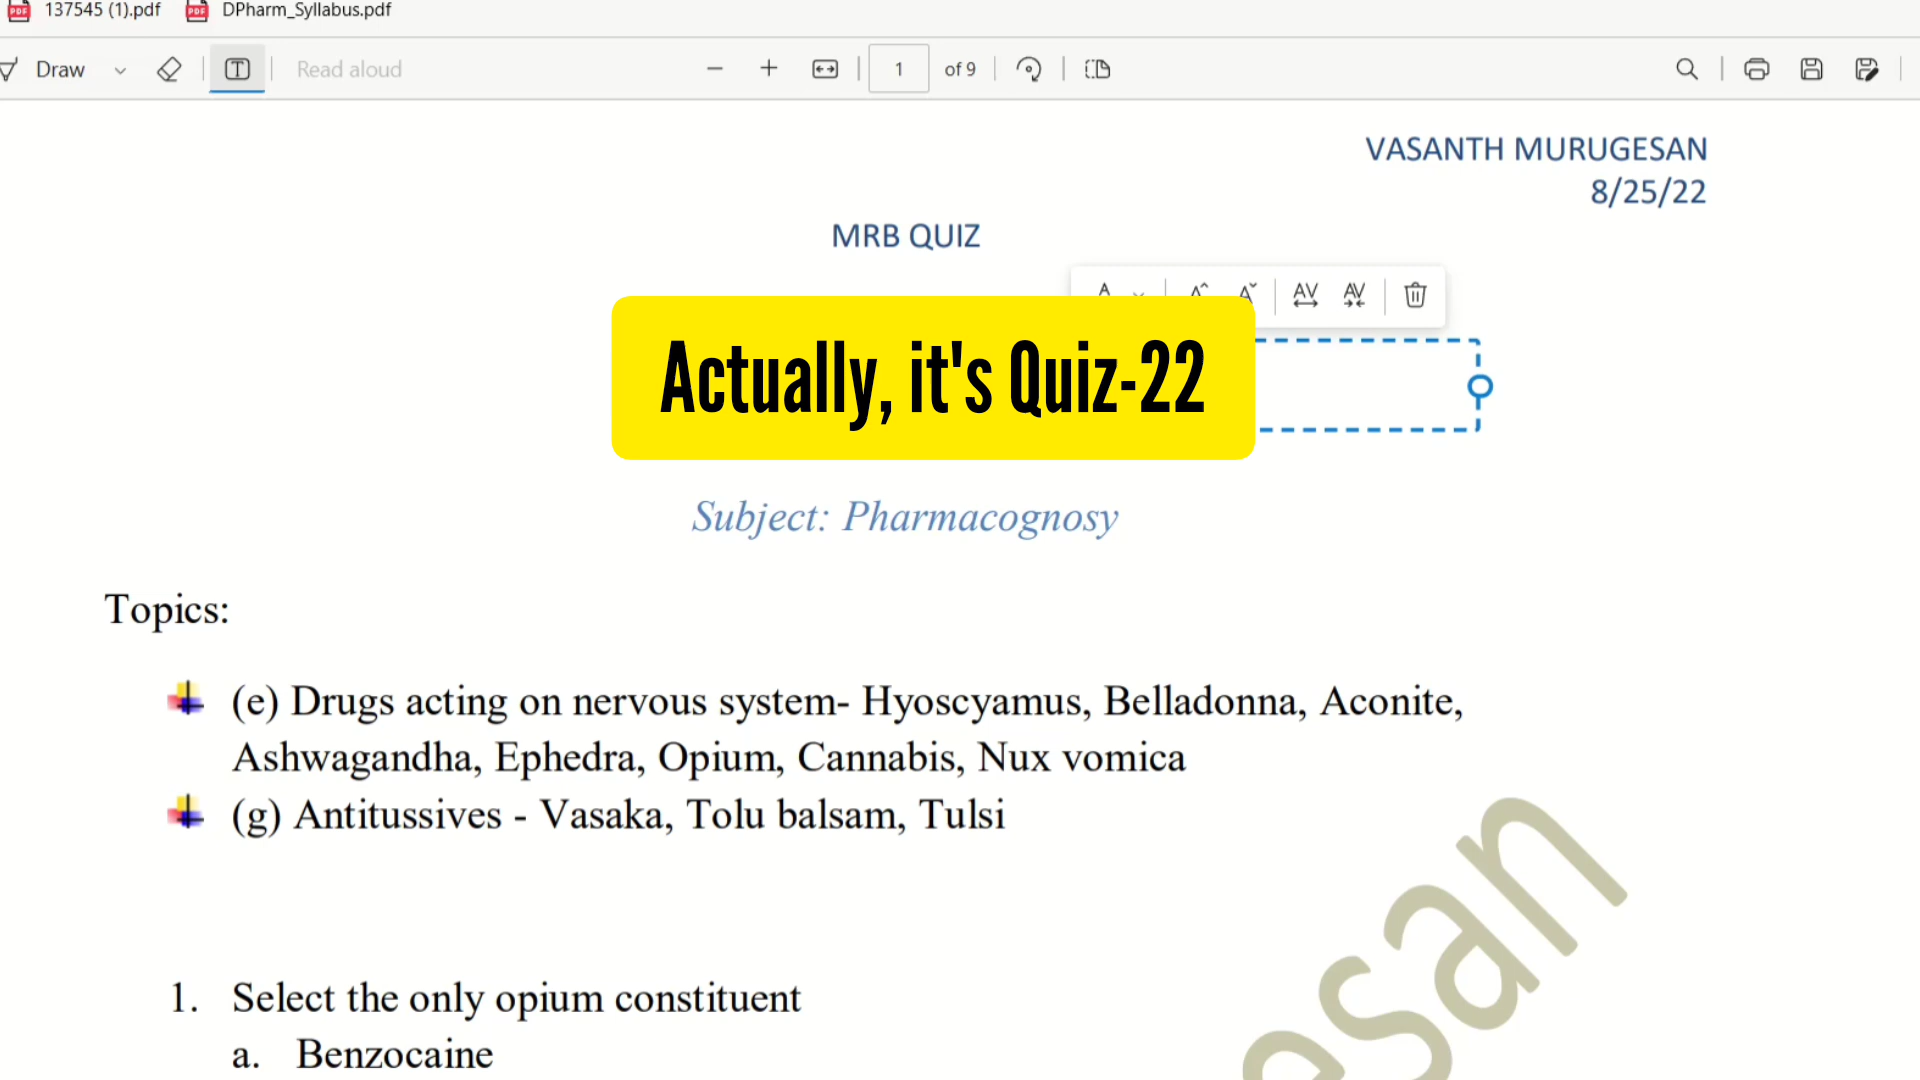 137545 (1).pdf DPharm_Syllabus.pdf
Draw Read aloud 1 of 9
VASANTH MURUGESAN
8/25/22
MRB QUIZ
Actually, it's Quiz-22
Subject: Pharmacognosy
Topics:
(e) Drugs acting on nervous system- Hyoscyamus, Belladonna, Aconite,
Ashwagandha, Ephedra, Opium, Cannabis, Nux vomica
(g) Antitussives - Vasaka, Tolu balsam, Tulsi
1. Select the only opium constituent
a. Benzocaine
esan